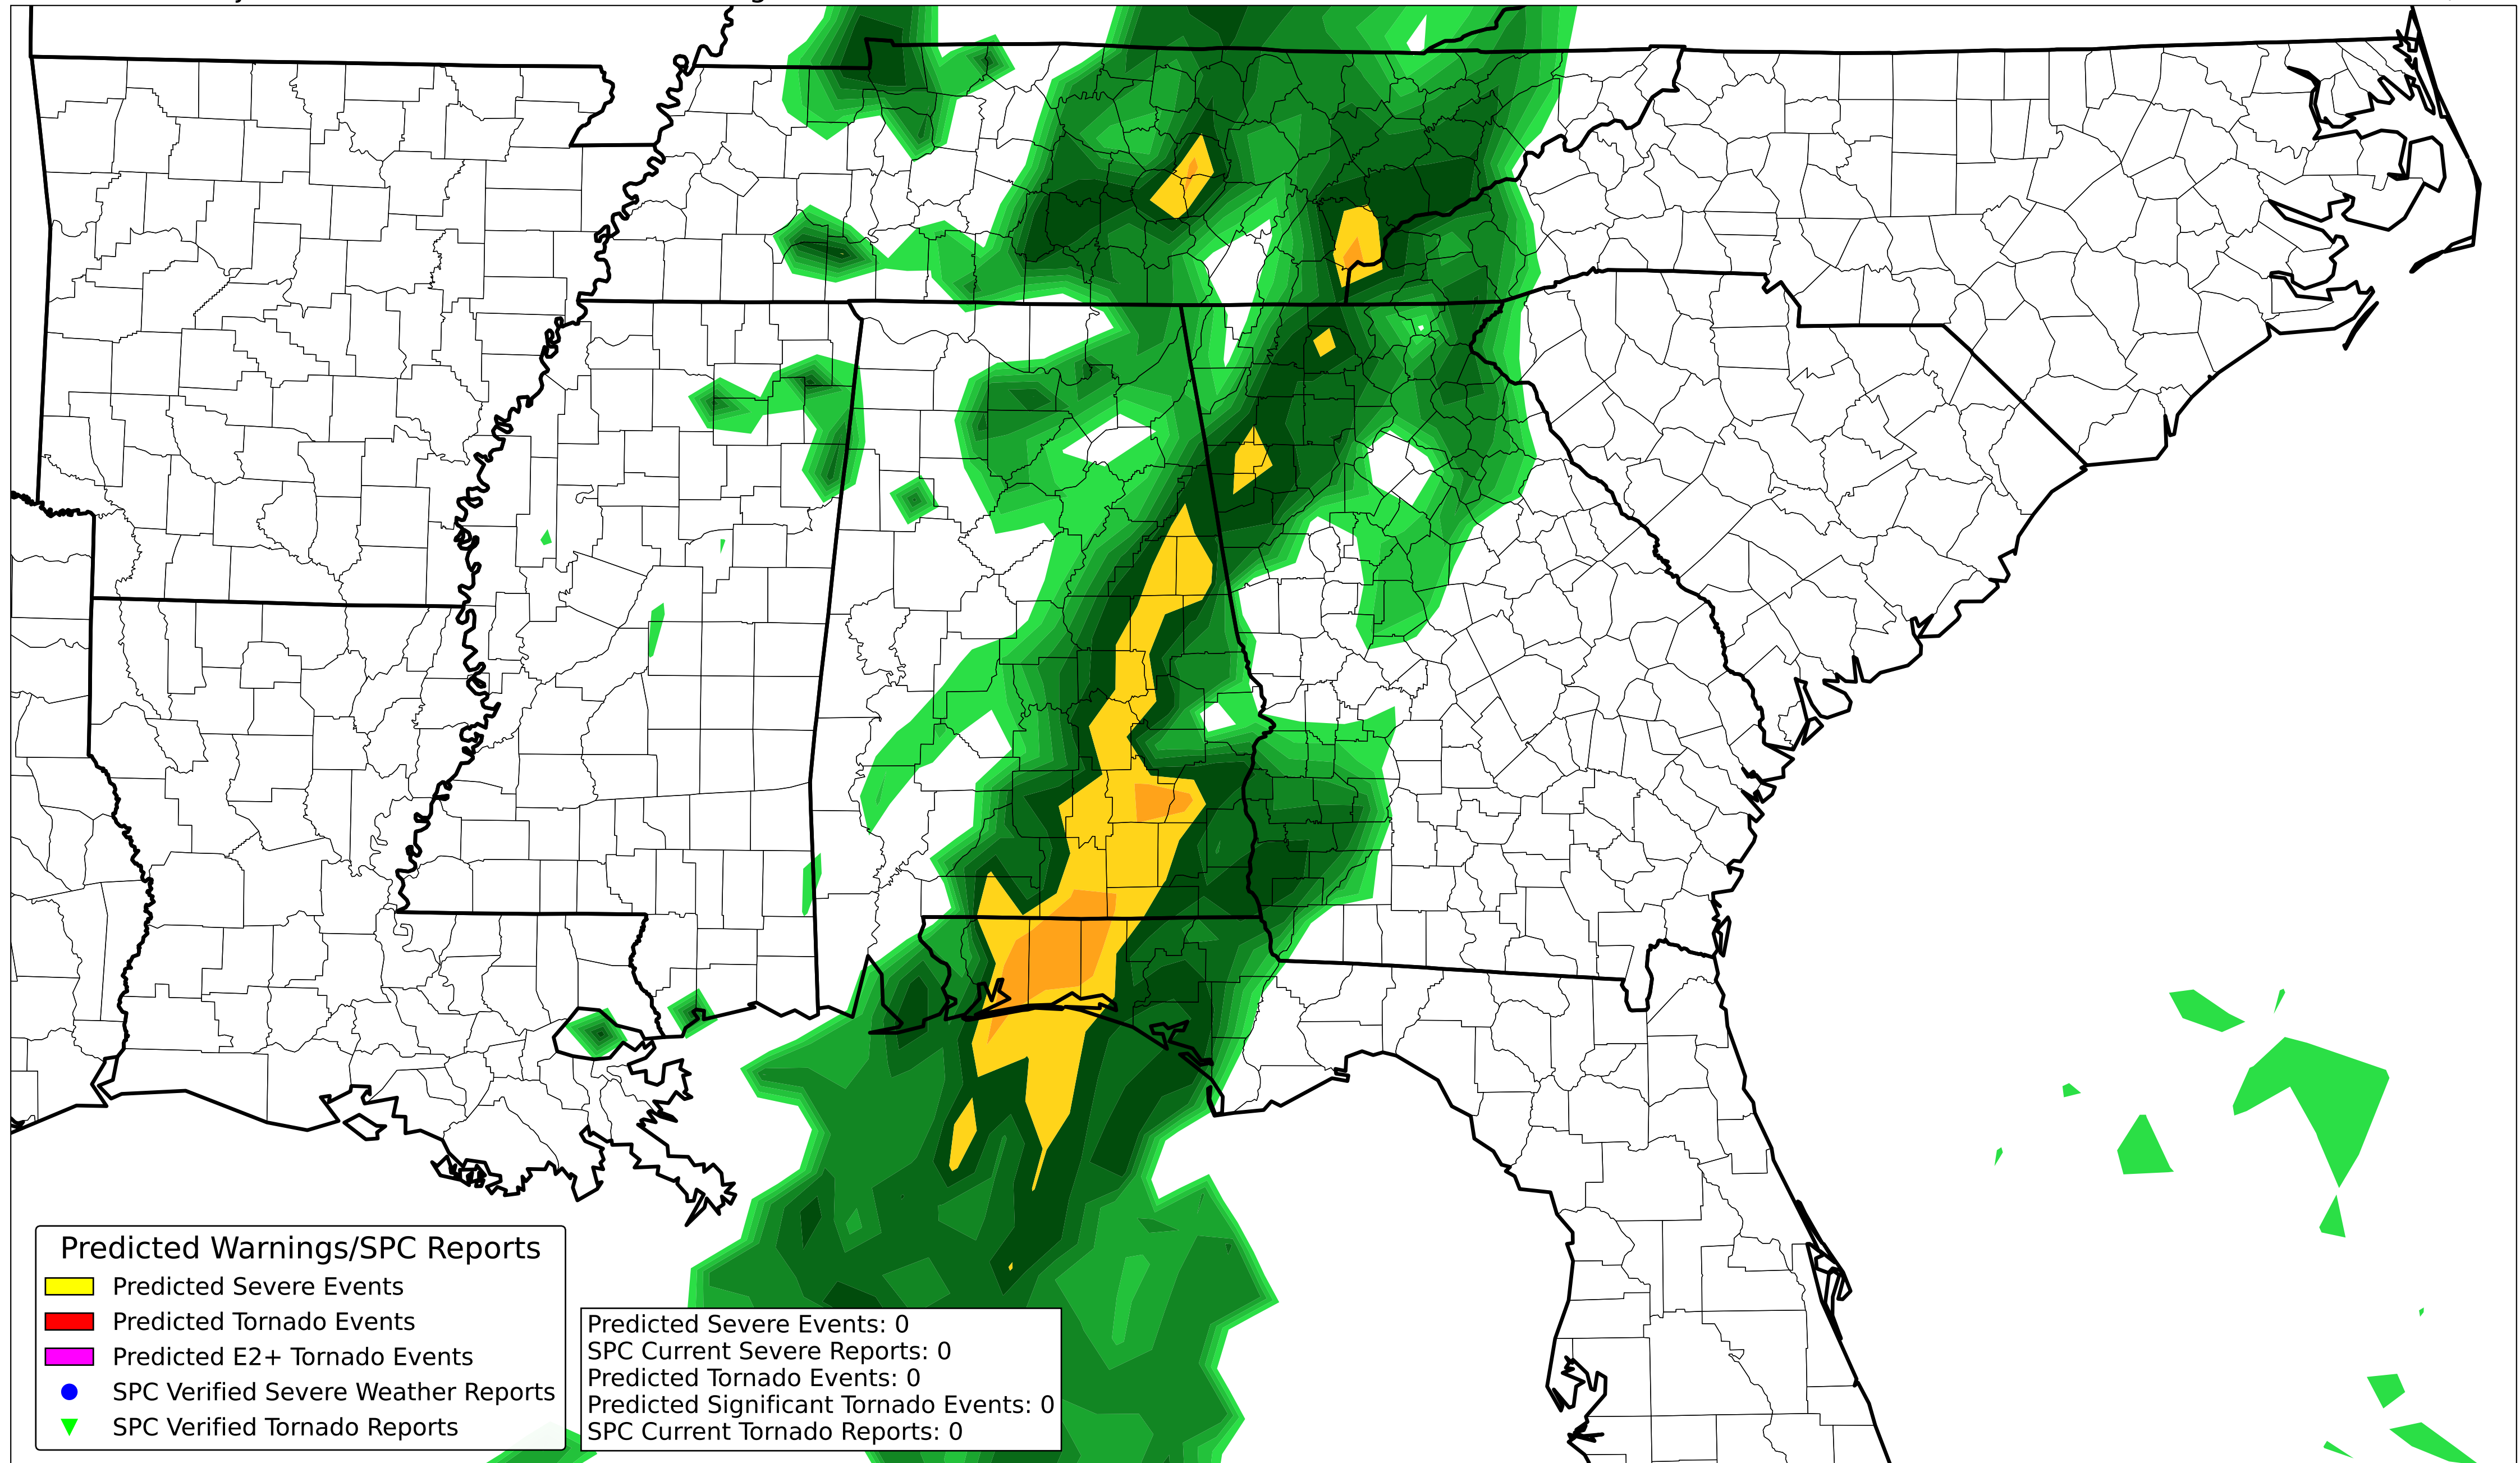 Predicted Warnings/SPC Reports
Predicted Severe Events
Predicted Tornado Events
Predicted E2+ Tornado Events
SPC Verified Severe Weather Reports
SPC Verified Tornado Reports
Predicted Severe Events: 0
SPC Current Severe Reports: 0
Predicted Tornado Events: 0
Predicted Significant Tornado Events: 0
SPC Current Tornado Reports: 0